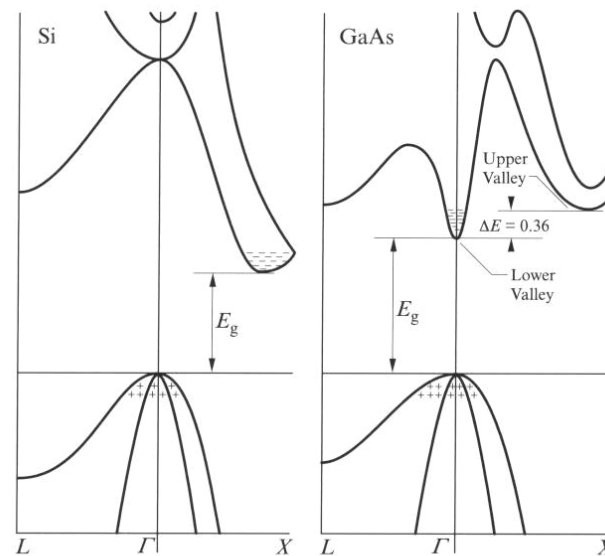 Si
GaAs
Upper
Valley
ΔE = 0.36
Lower
Valley
E_g
E_g
L
Γ
X
L
Γ
X